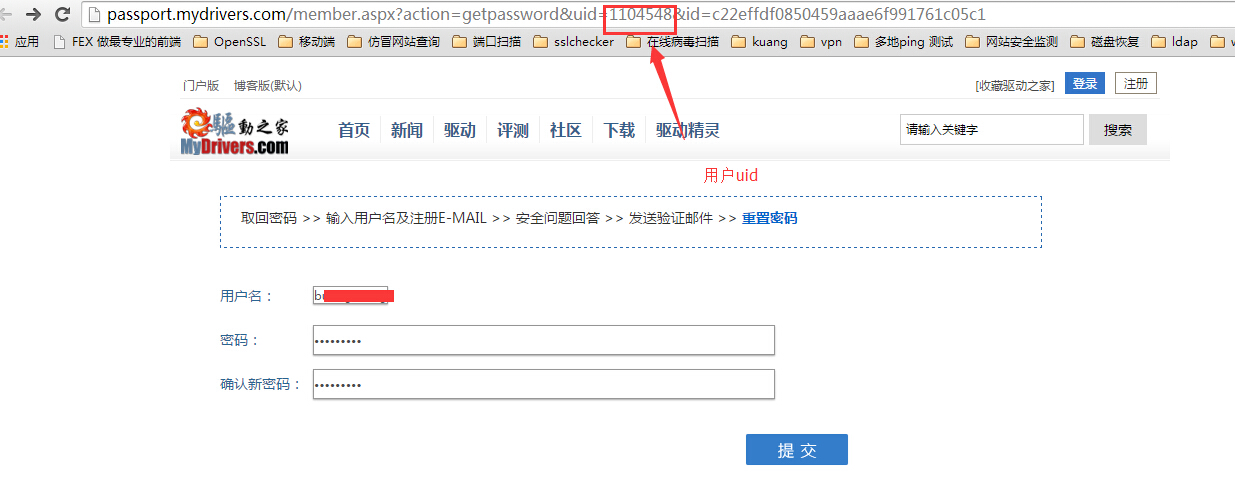 passport.mydrivers.com/member.aspx?action=getpassword&uid=1104548&id=c22effdf0850459aaae6f991761c05c1
应用 FEX 做最专业的前端 OpenSSL 移动端 仿冒网站查询 端口扫描 sslchecker 在线病毒扫描 kuang vpn 多地ping 测试 网站安全监测 磁盘恢复 ldap
门户版 博客版(默认) [收藏驱动之家] 登录 注册
驅動之家
MyDrivers.com
首页 新闻 驱动 评测 社区 下载 驱动精灵 请输入关键字 搜索
用户uid
取回密码 >> 输入用户名及注册E-MAIL >> 安全问题回答 >> 发送验证邮件 >> 重置密码
用户名：
密码： •••••••••
确认新密码： •••••••••
提 交